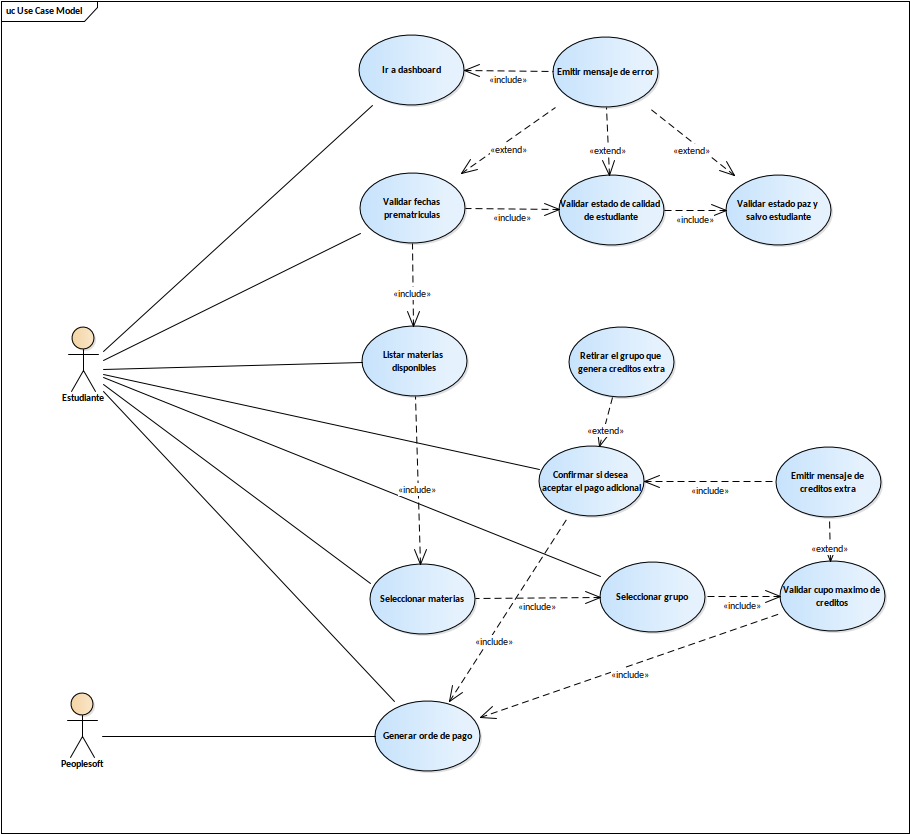 uc Use Case Model
Ir a dashboard
Emitir mensaje de error
«include»
«extend»
«extend»
«extend»
Validar fechas
prematriculas
Validar estado de calidad
de estudiante
Validar estado paz y
salvo estudiante
«include»
«include»
«include»
Estudiante
Listar materias
disponibles
Retirar el grupo que
genera creditos extra
«extend»
Confirmar si desea
aceptar el pago adicional
Emitir mensaje de
creditos extra
«include»
«include»
«extend»
Seleccionar materias
Seleccionar grupo
Validar cupo maximo de
creditos
«include»
«include»
«include»
«include»
Peoplesoft
Generar orde de pago